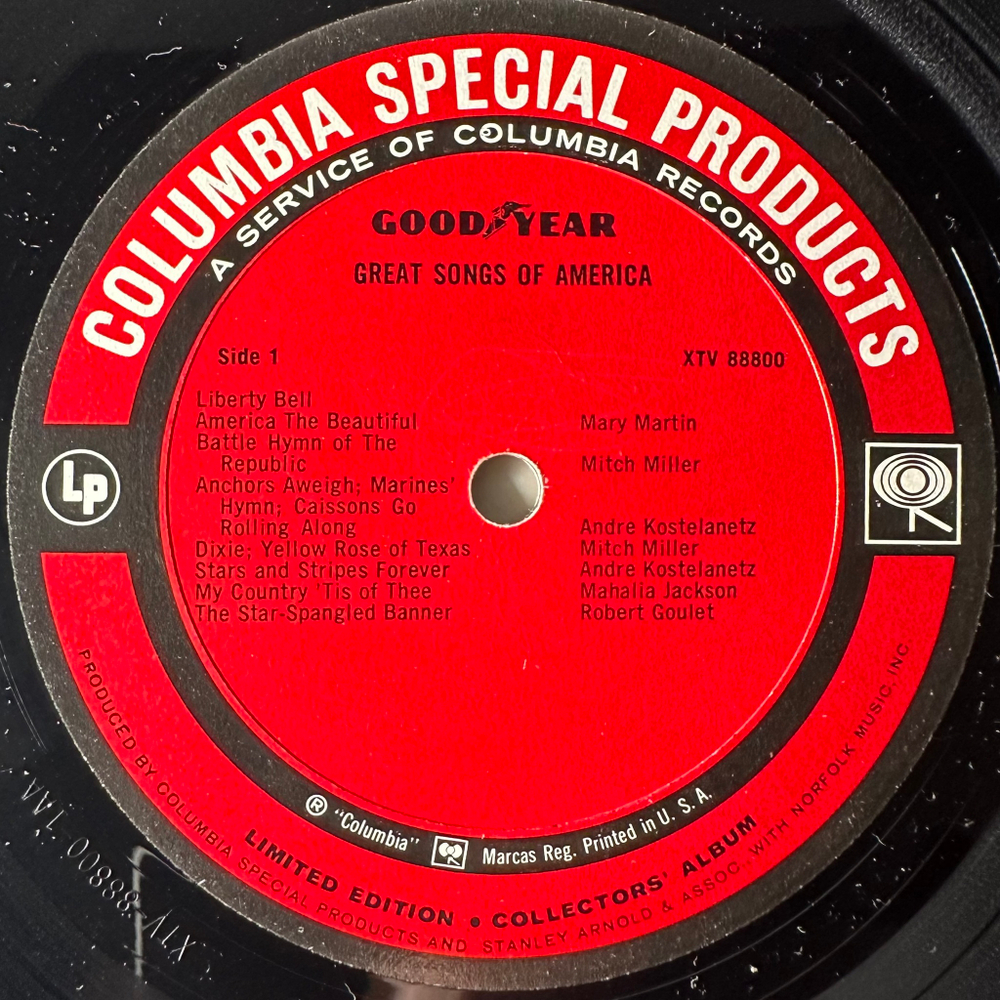 COLUMBIA SPECIAL PRODUCTS
A SERVICE OF COLUMBIA RECORDS
GOODYEAR
GREAT SONGS OF AMERICA
Side 1 XTV 88800
Liberty Bell
America The Beautiful Mary Martin
Battle Hymn of The
Republic Mitch Miller
Anchors Aweigh; Marines'
Hymn; Caissons Go
Rolling Along Andre Kostelanetz
Dixie; Yellow Rose of Texas Mitch Miller
Stars and Stripes Forever Andre Kostelanetz
My Country 'Tis of Thee Mahalia Jackson
The Star-Spangled Banner Robert Goulet
Lp
® "Columbia" Marcas Reg. Printed in U. S. A.
LIMITED EDITION • COLLECTORS' ALBUM
PRODUCED BY COLUMBIA SPECIAL PRODUCTS AND STANLEY ARNOLD & ASSOC. WITH NORFOLK MUSIC, INC.
XTV-88800-1AA